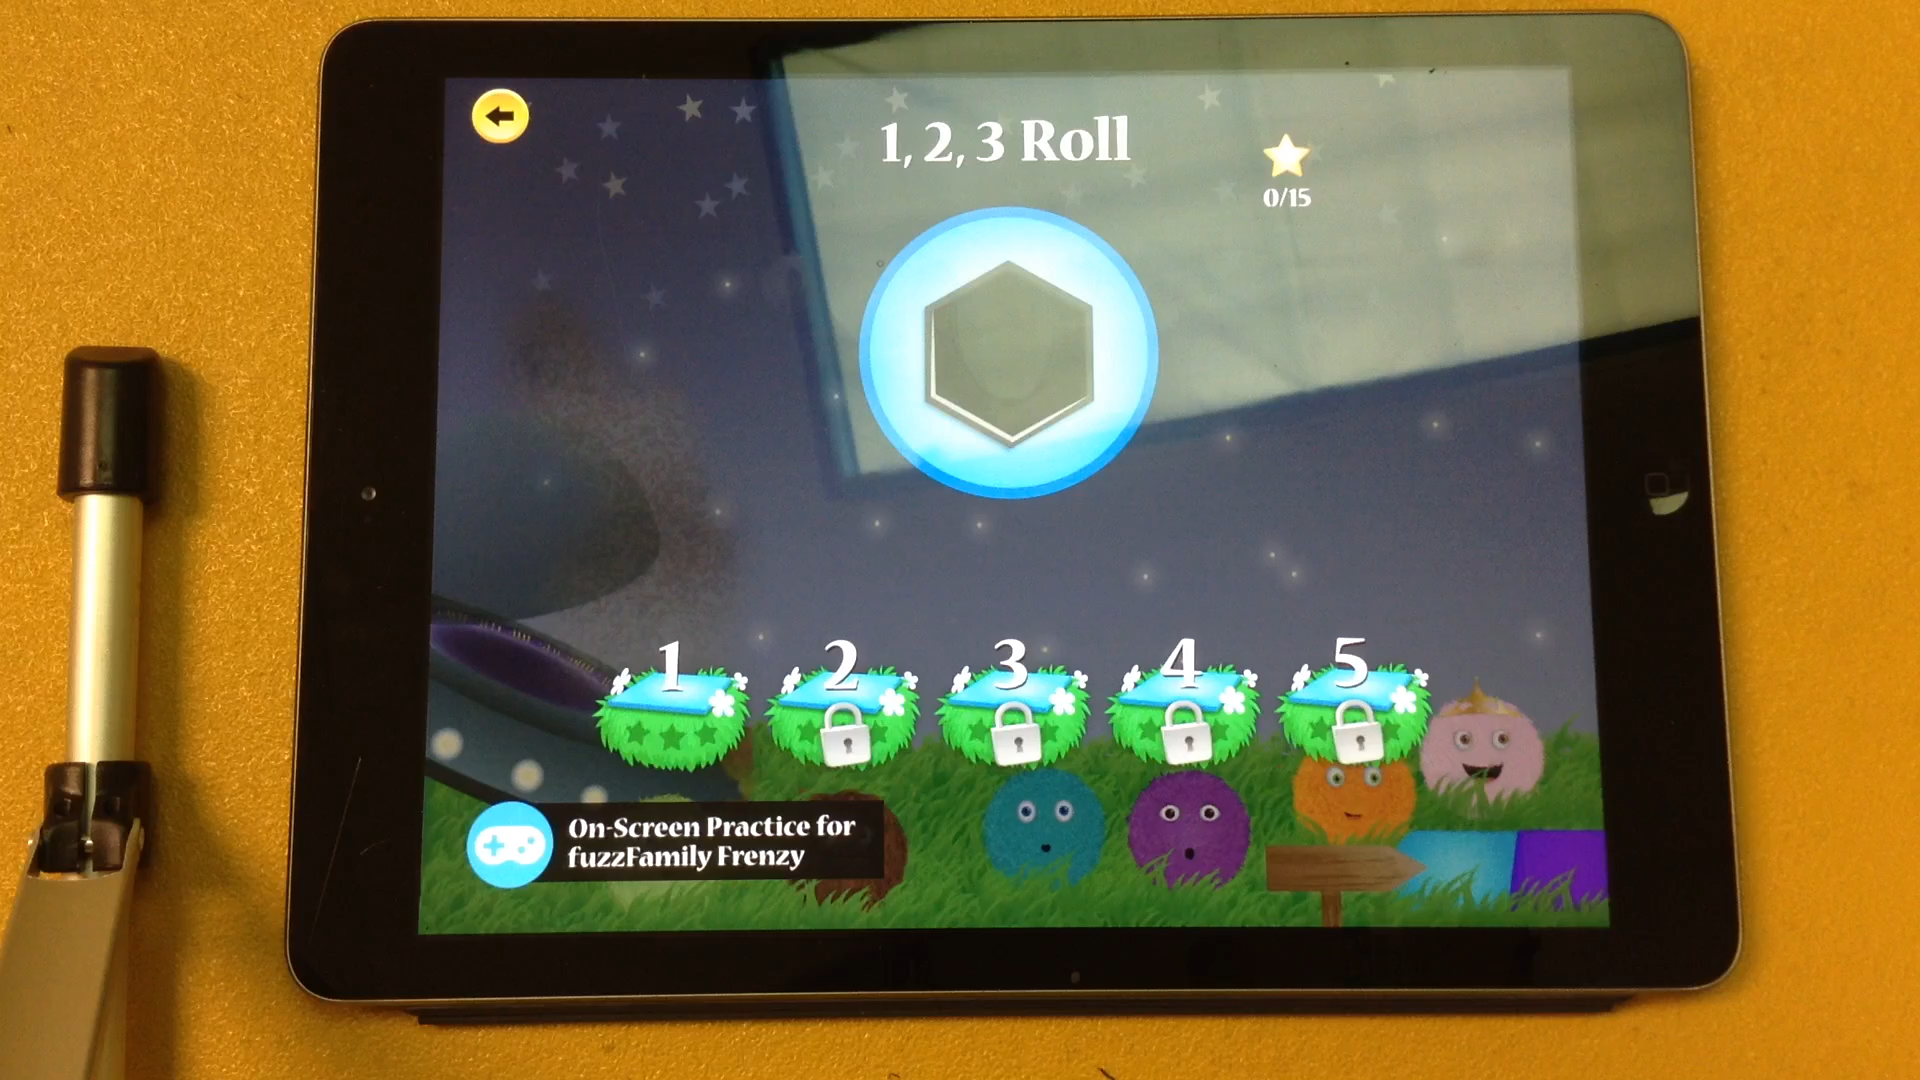 1, 2, 3 Roll
0/15
1 2 3 4 5
On-Screen Practice for
fuzzFamily Frenzy